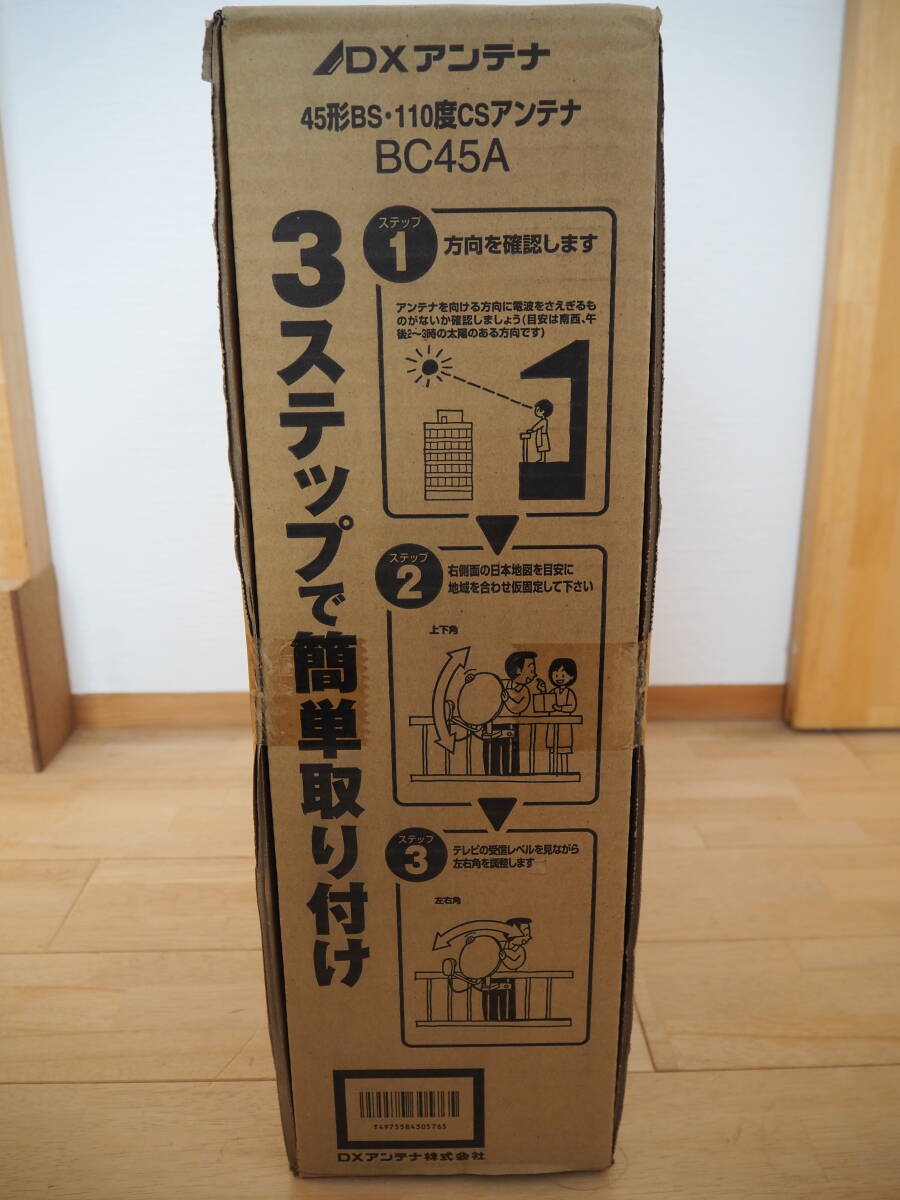 DXアンテナ
45形BS・110度CSアンテナ
BC45A
3ステップで簡単取り付け
ステップ
1
方向を確認します
アンテナを向ける方向に電波をさえぎるも
のがないか確認しましょう(目安は南西、午
後2〜3時の太陽のある方向です)
ステップ
2
右側面の日本地図を目安に
地域を合わせ仮固定して下さい
上下角
ステップ
3
テレビの受信レベルを見ながら
左右角を調整します
左右角
T4975584305765
DXアンテナ株式会社